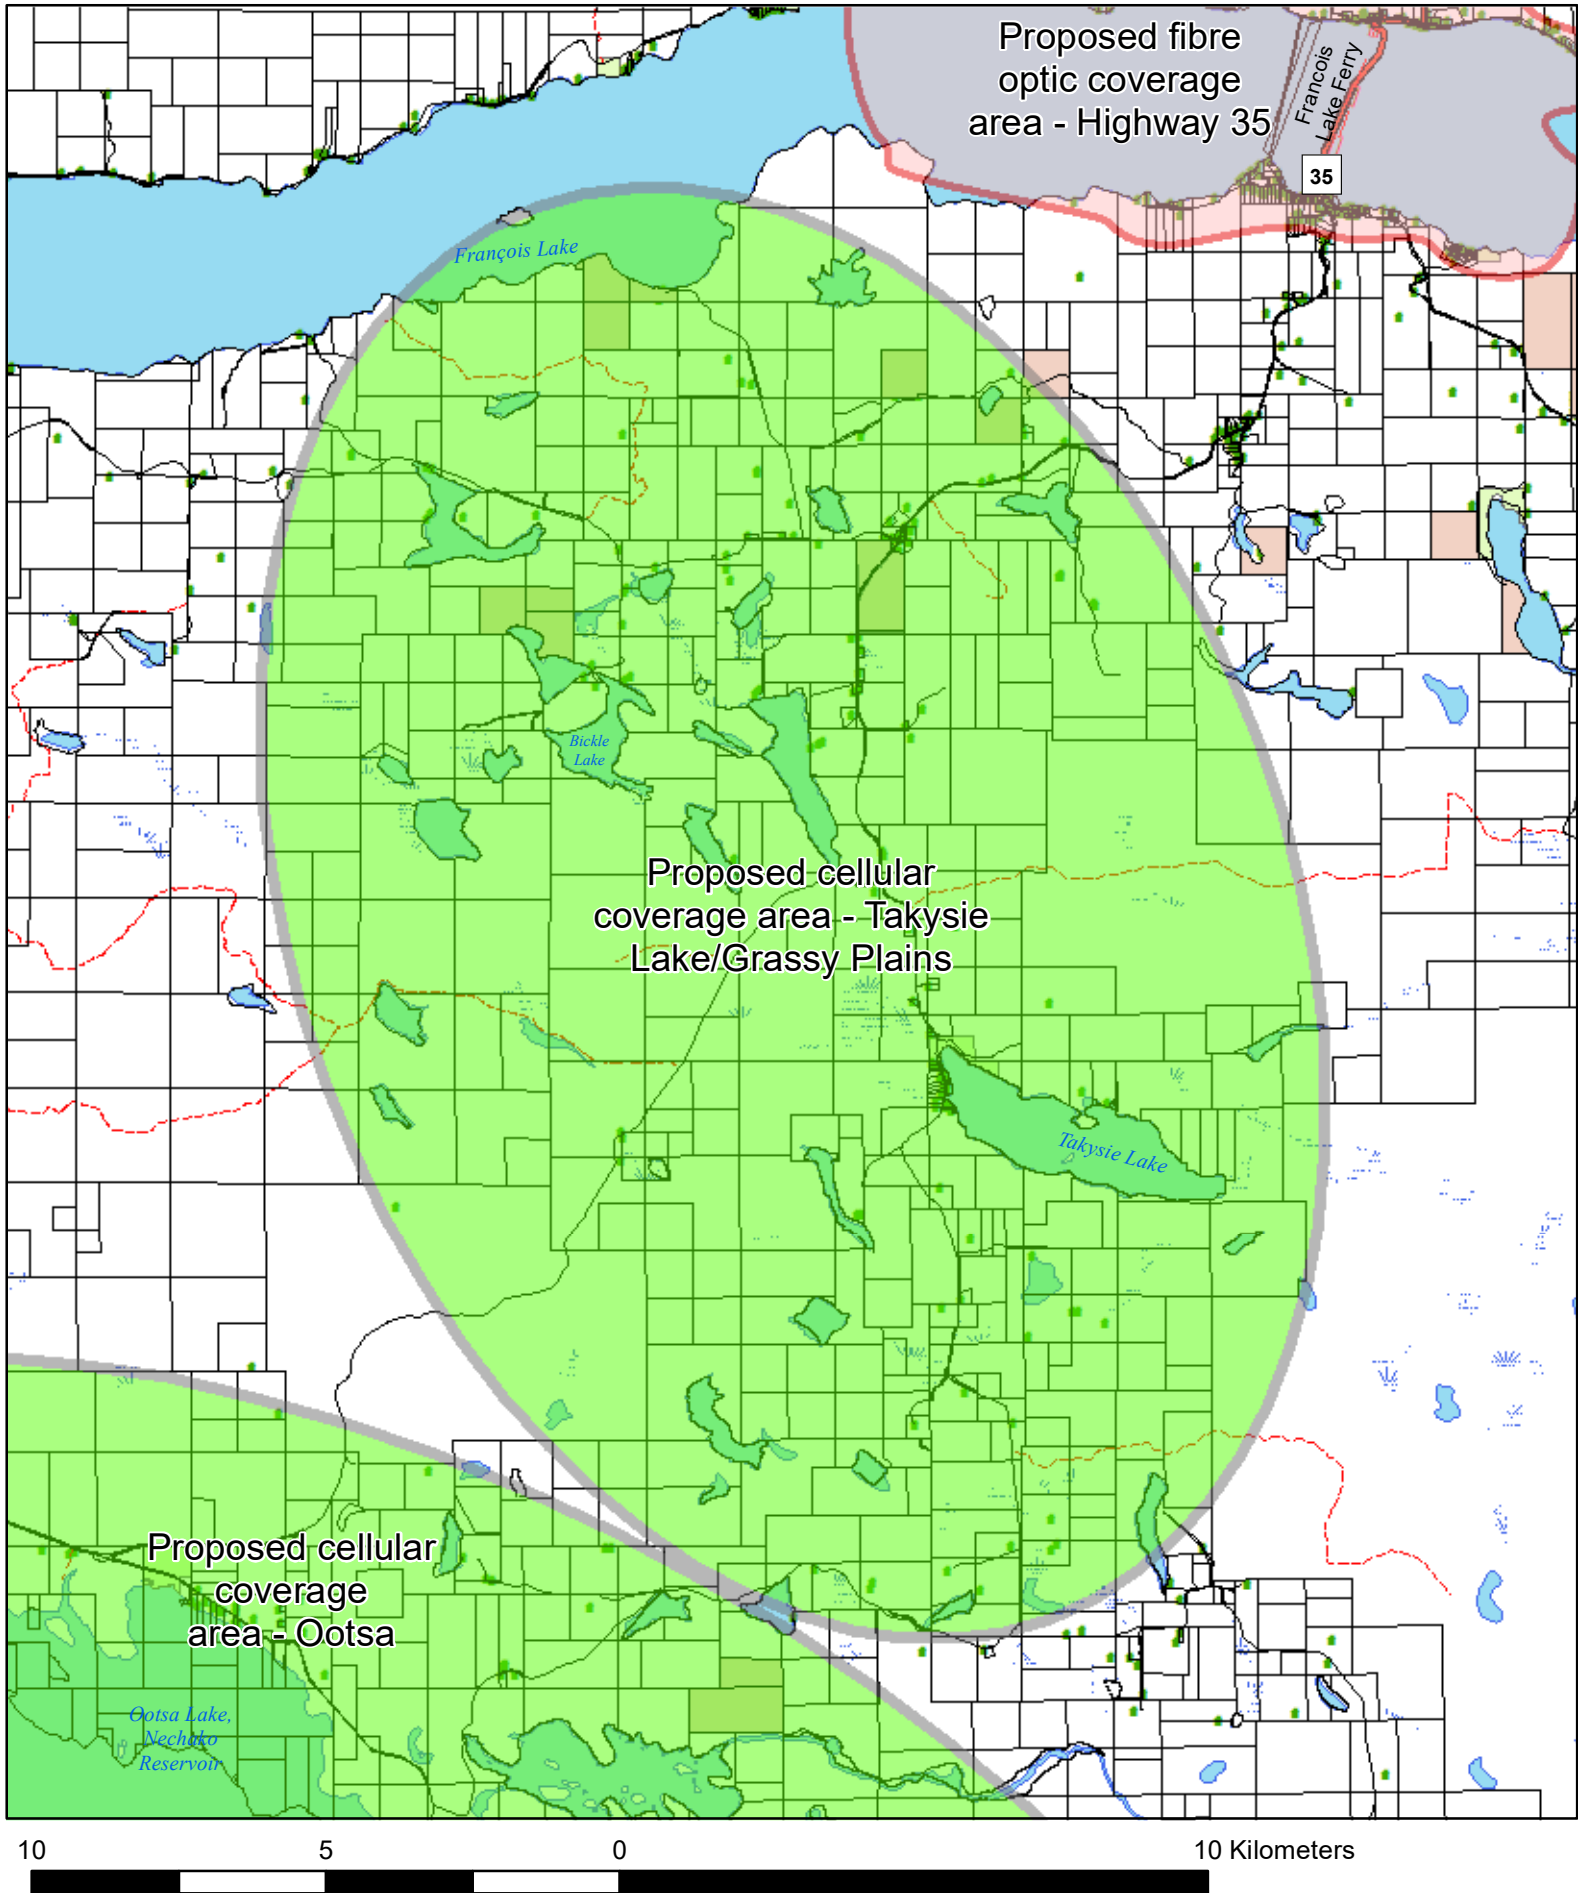 Proposed fibre
optic coverage
area - Highway 35
Francois
Lake Ferry
35
François Lake
Bickle
Lake
Proposed cellular
coverage area - Takysie
Lake/Grassy Plains
Takysie Lake
Proposed cellular
coverage
area - Ootsa
Ootsa Lake,
Nechako
Reservoir
10 5 0 10 Kilometers